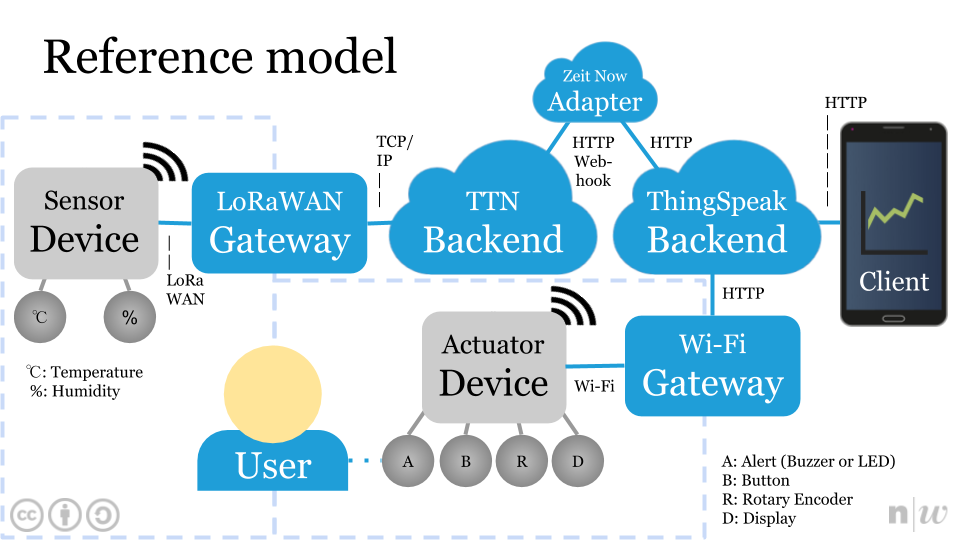 Reference model
Zeit Now
Adapter
HTTP
TCP/
IP
HTTP
Web-
hook
HTTP
Sensor
Device
LoRaWAN
Gateway
TTN
Backend
ThingSpeak
Backend
Client
LoRa
WAN
HTTP
℃
%
℃: Temperature
%: Humidity
Actuator
Device
Wi-Fi
Wi-Fi
Gateway
User
A
B
R
D
A: Alert (Buzzer or LED)
B: Button
R: Rotary Encoder
D: Display
cc
n|w